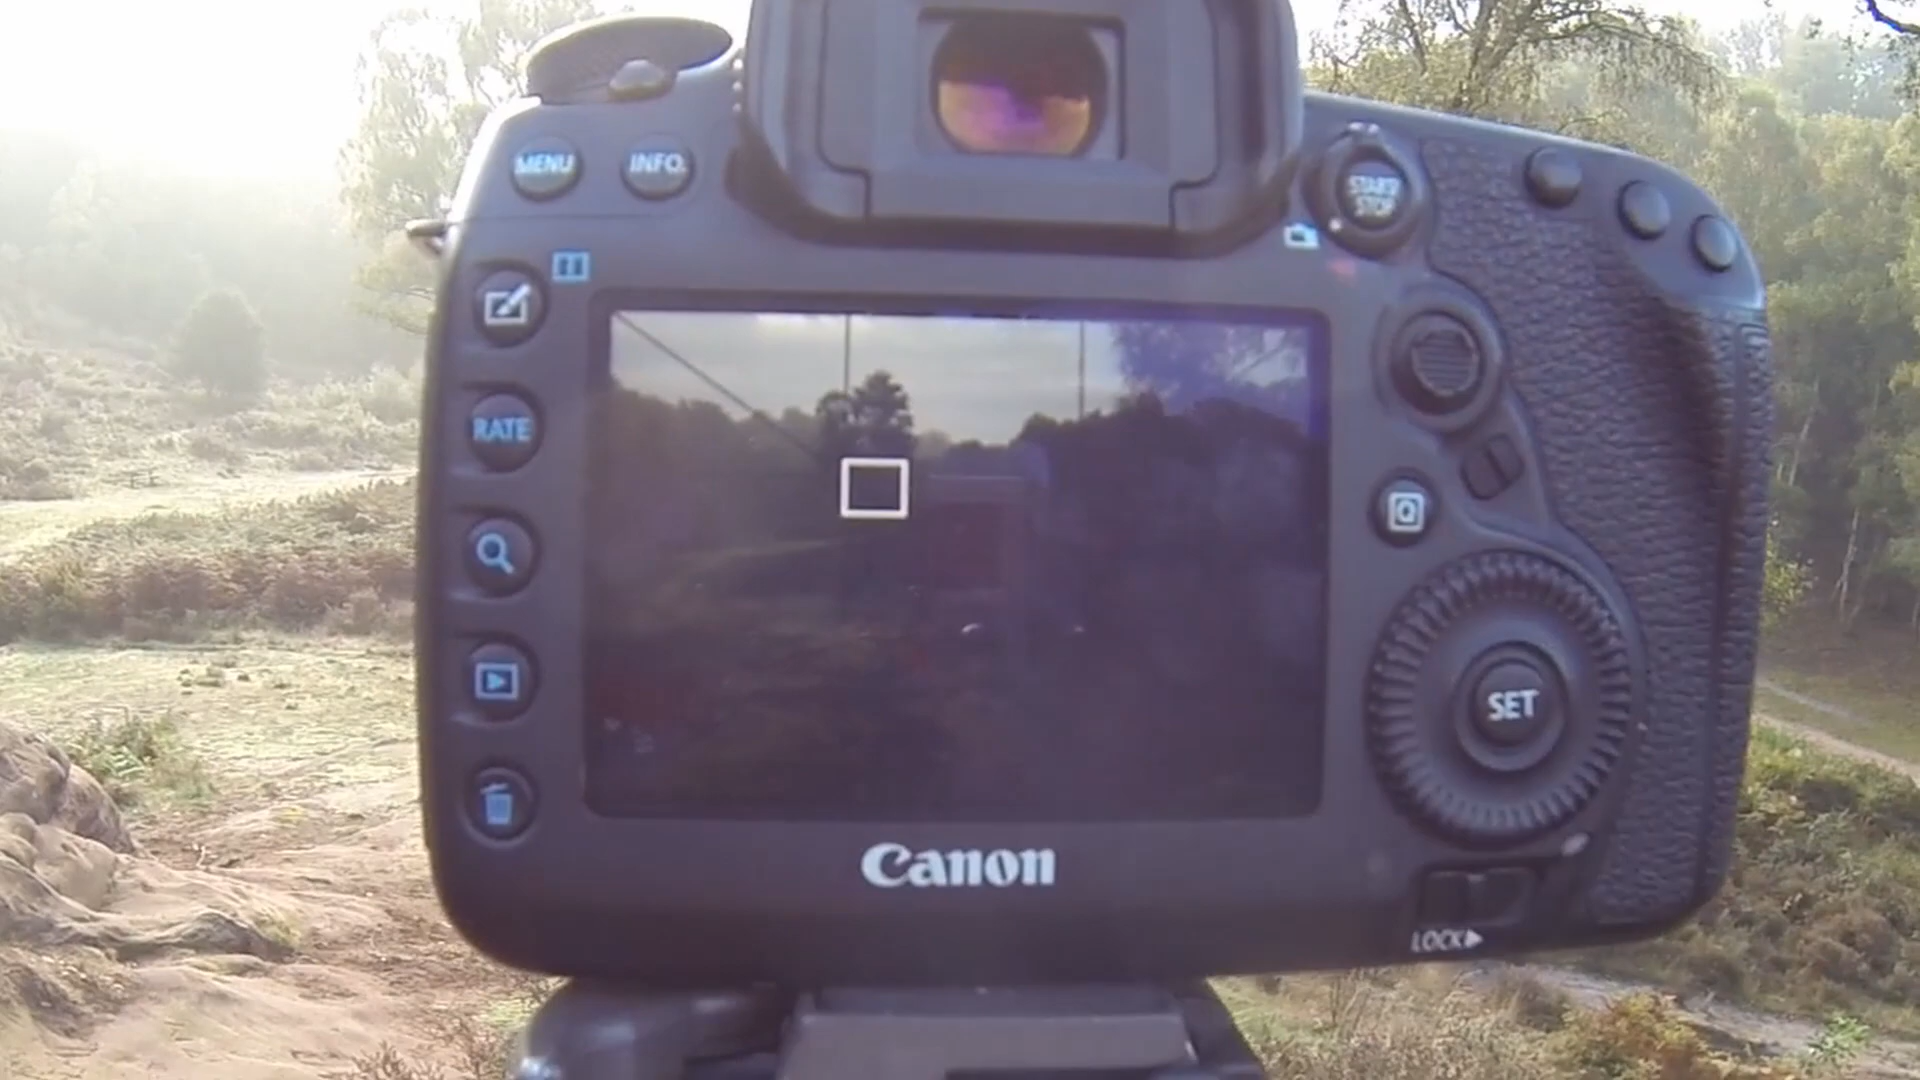 MENU
INFO.
START/
STOP
RATE
Q
SET
Canon
LOCK▶